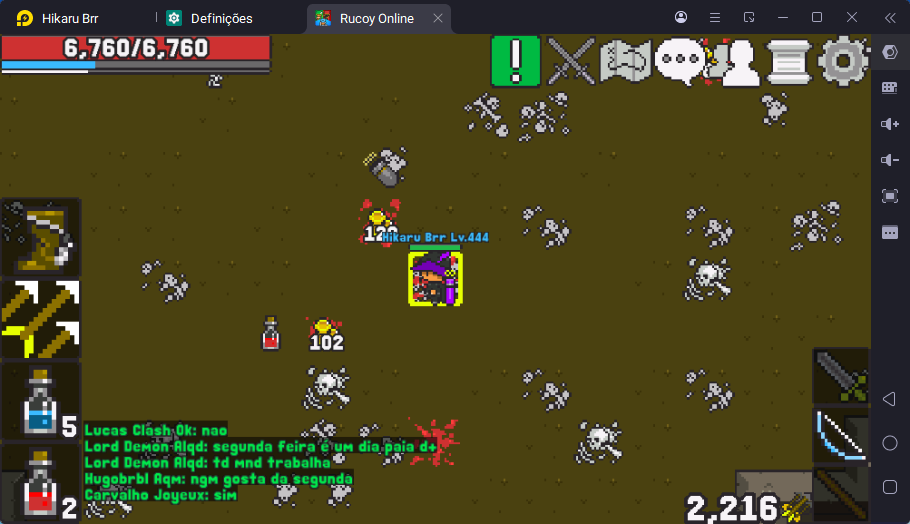 Hikaru Brr
Definições
Rucoy Online
6,760/6,760
Hikaru Brr Lv.444
102
5
Lucas Clash Ok: nao
Lord Demon Alqd: segunda feira é um dia paia d+
Lord Demon Alqd: td mnd trabalha
Hugobrbl Aqm: ngm gosta da segunda
Carvalho Joyeux: sim
2
2,216